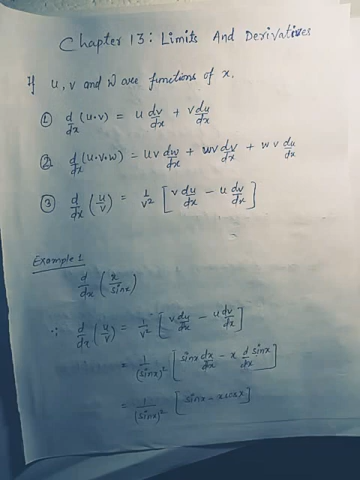 Chapter 13: Limits And Derivatives
If u, v and w are functions of x.
① d/dx (u·v) = u dv/dx + v du/dx
② d/dx (u·v·w) = uv dw/dx + uw dv/dx + w v du/dx
③ d/dx (u/v) = 1/v² [v du/dx - u dv/dx]
Example 1
d/dx (x/sinx)
∵ d/dx (u/v) = 1/v² [v du/dx - u dv/dx]
= 1/(sinx)² [sinx dx/dx - x d/dx sinx]
= 1/(sinx)² [sinx - x cosx]